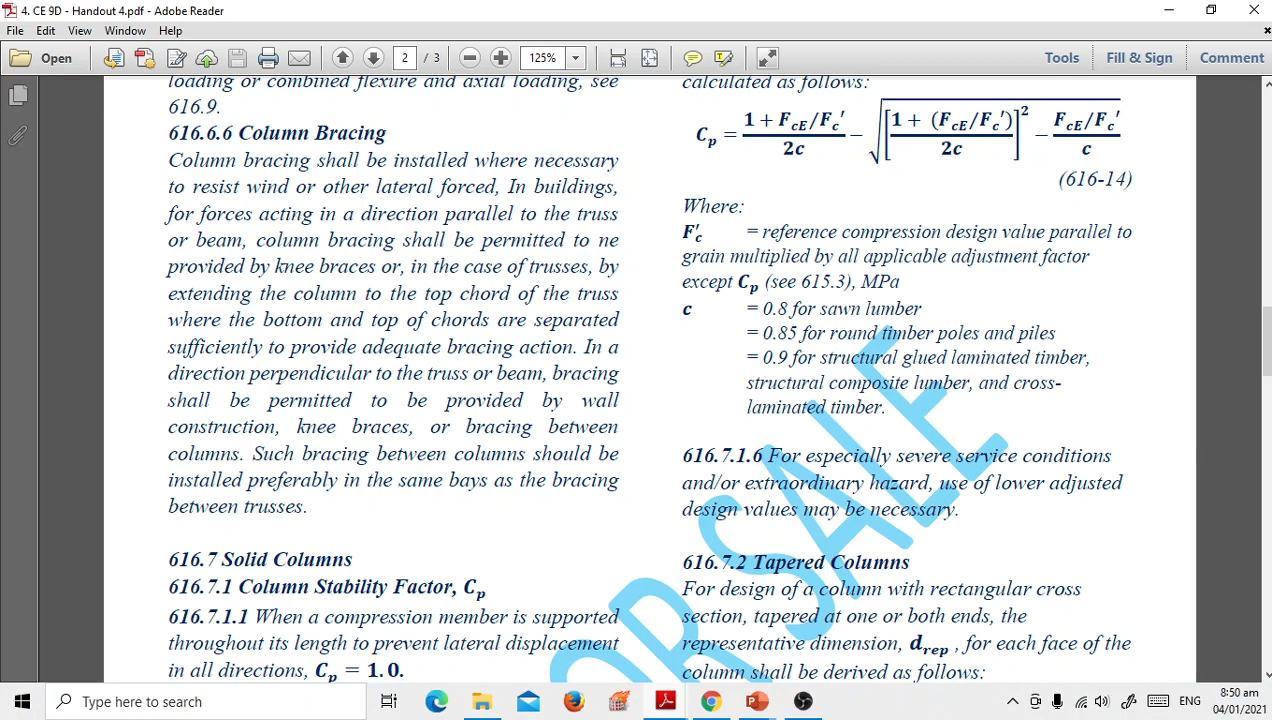 4. CE 9D - Handout 4.pdf - Adobe Reader
File Edit View Window Help
Open 2 / 3 125% Tools Fill & Sign Comment
loading or combined flexure and axial loading, see
616.9.
616.6.6 Column Bracing
Column bracing shall be installed where necessary
to resist wind or other lateral forced, In buildings,
for forces acting in a direction parallel to the truss
or beam, column bracing shall be permitted to ne
provided by knee braces or, in the case of trusses, by
extending the column to the top chord of the truss
where the bottom and top of chords are separated
sufficiently to provide adequate bracing action. In a
direction perpendicular to the truss or beam, bracing
shall be permitted to be provided by wall
construction, knee braces, or bracing between
columns. Such bracing between columns should be
installed preferably in the same bays as the bracing
between trusses.
616.7 Solid Columns
616.7.1 Column Stability Factor, Cp
616.7.1.1 When a compression member is supported
throughout its length to prevent lateral displacement
in all directions, Cp = 1.0.
calculated as follows:
Cp = (1 + FcE/Fc′)/2c − √([(1 + (FcE/Fc′))/2c]² − (FcE/Fc′)/c)
(616-14)
Where:
F′c = reference compression design value parallel to
grain multiplied by all applicable adjustment factor
except Cp (see 615.3), MPa
c = 0.8 for sawn lumber
= 0.85 for round timber poles and piles
= 0.9 for structural glued laminated timber,
structural composite lumber, and cross-
laminated timber.
616.7.1.6 For especially severe service conditions
and/or extraordinary hazard, use of lower adjusted
design values may be necessary.
616.7.2 Tapered Columns
For design of a column with rectangular cross
section, tapered at one or both ends, the
representative dimension, drep , for each face of the
column shall be derived as follows:
OR SALE
Type here to search
ENG
8:50 am
04/01/2021